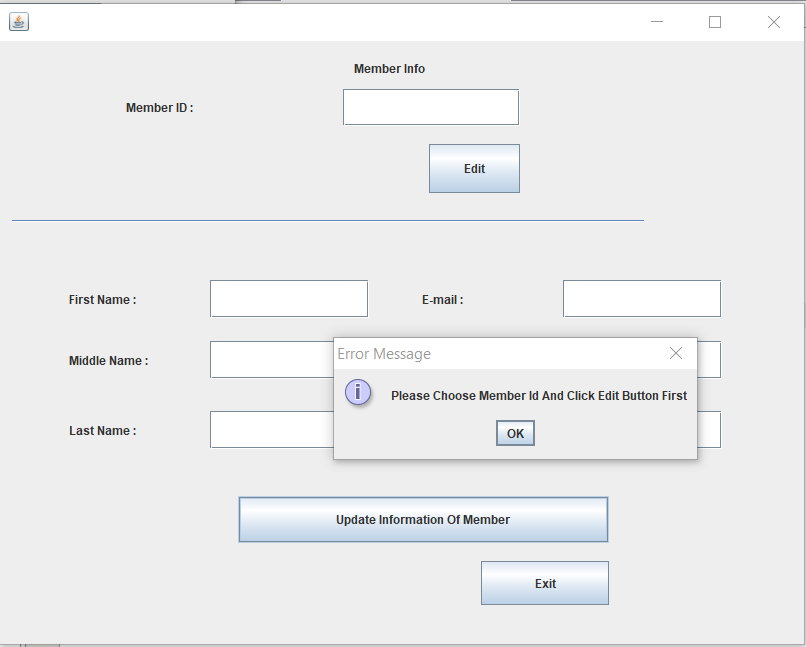 Member Info
Member ID :
Edit
First Name :
E-mail :
Middle Name :
Error Message
Please Choose Member Id And Click Edit Button First
OK
Last Name :
Update Information Of Member
Exit